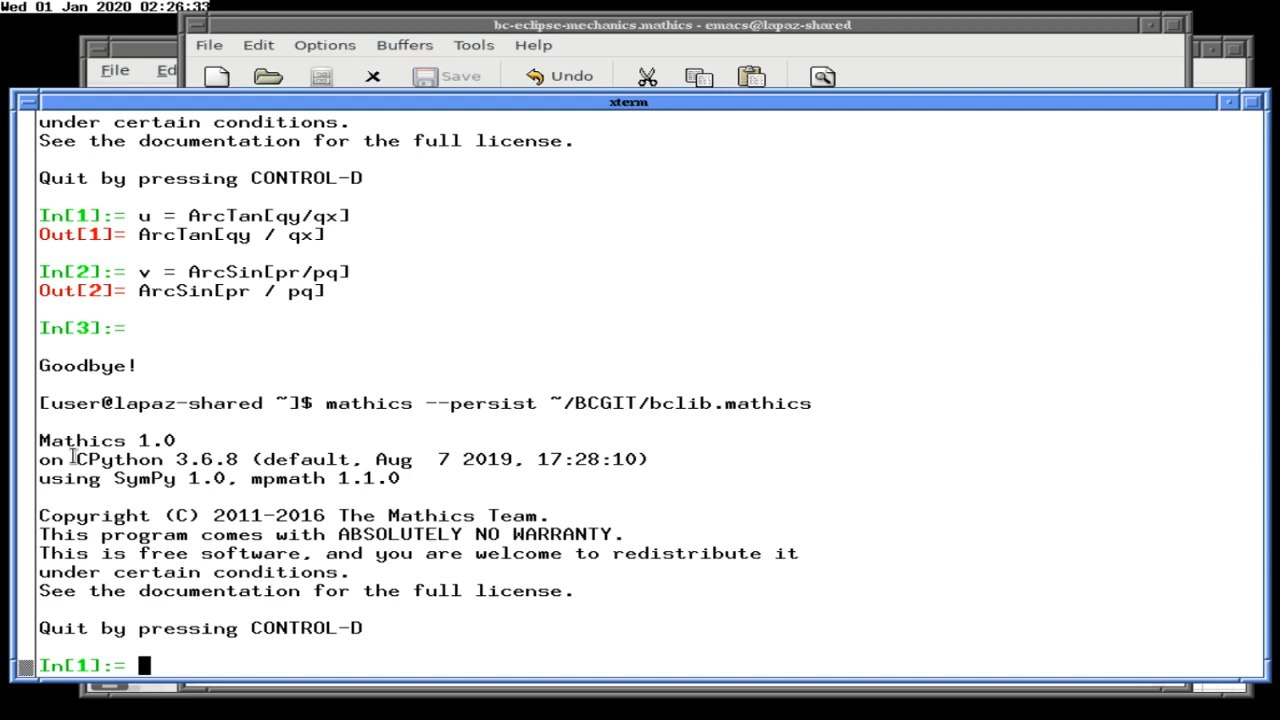 Wed 01 Jan 2020 02:26:33
bc-eclipse-mechanics.mathics - emacs@lapaz-shared
File Edit Options Buffers Tools Help
File Ed
Save Undo
xterm
under certain conditions.
See the documentation for the full license.
Quit by pressing CONTROL-D
In[1]:= u = ArcTan[qy/qx]
Out[1]= ArcTan[qy / qx]
In[2]:= v = ArcSin[pr/pq]
Out[2]= ArcSin[pr / pq]
In[3]:=
Goodbye!
[user@lapaz-shared ~]$ mathics --persist ~/BCGIT/bclib.mathics
Mathics 1.0
on CPython 3.6.8 (default, Aug  7 2019, 17:28:10)
using SymPy 1.0, mpmath 1.1.0
Copyright (C) 2011-2016 The Mathics Team.
This program comes with ABSOLUTELY NO WARRANTY.
This is free software, and you are welcome to redistribute it
under certain conditions.
See the documentation for the full license.
Quit by pressing CONTROL-D
In[1]:=